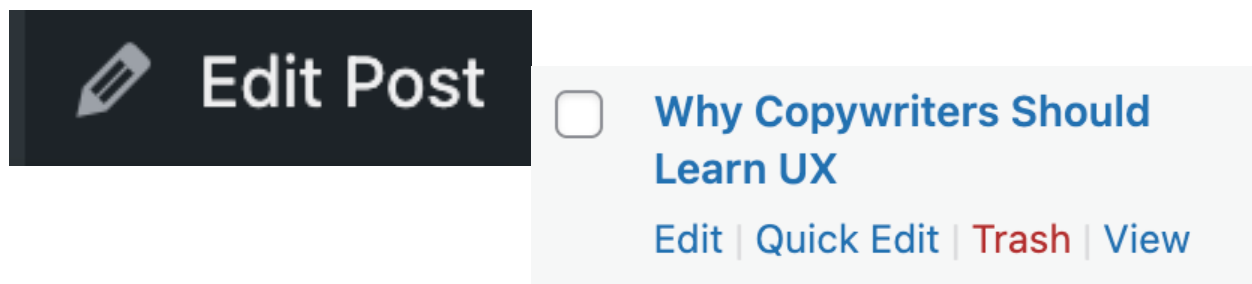 Edit Post
Why Copywriters Should
Learn UX
Edit | Quick Edit | Trash | View